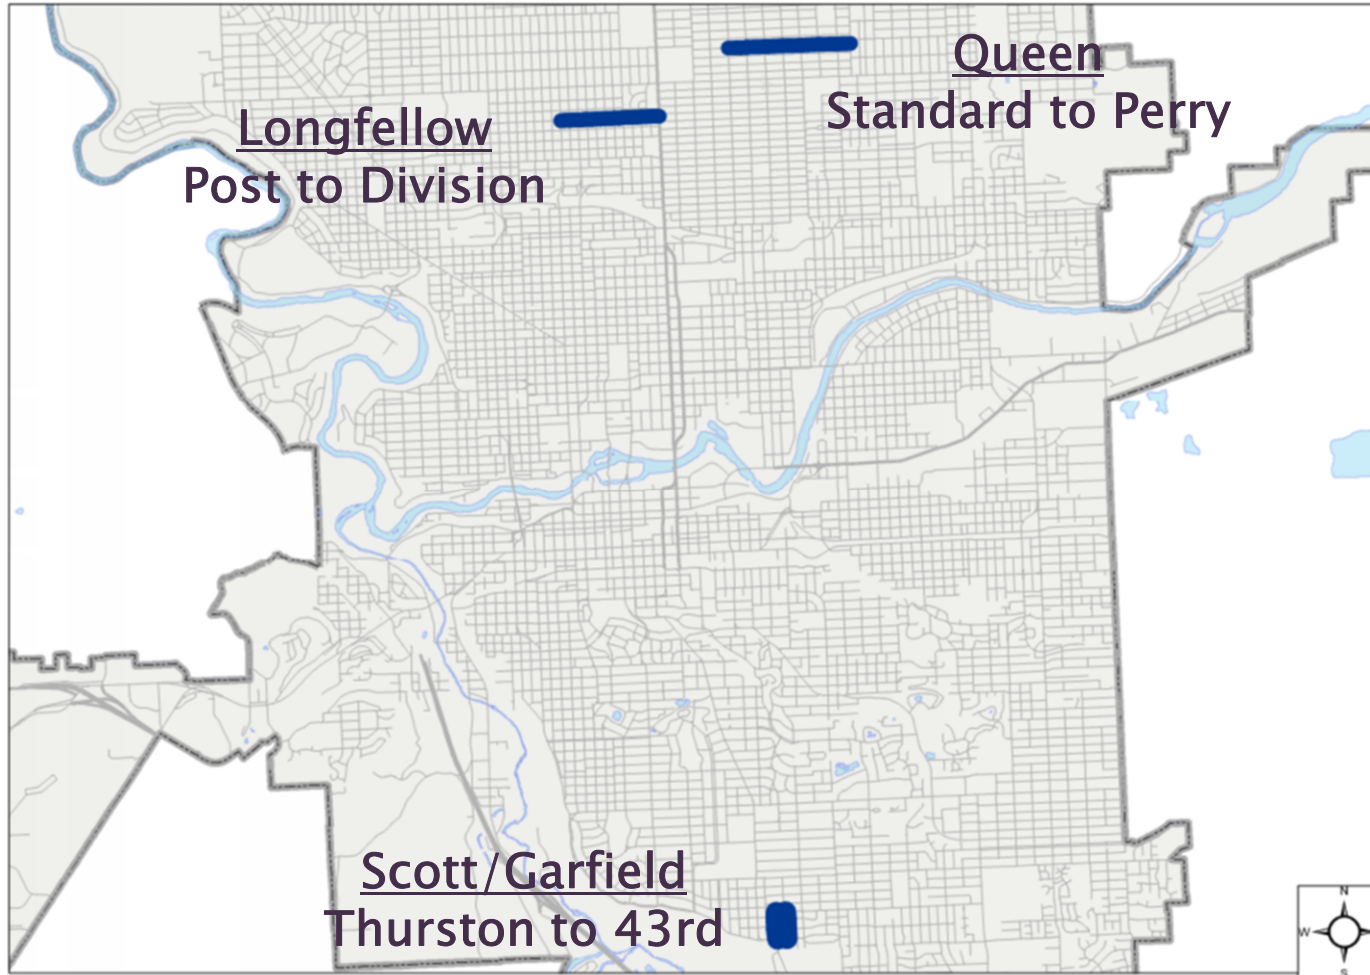 Queen
Standard to Perry
Longfellow
Post to Division
Scott/Garfield
Thurston to 43rd
N
W
S